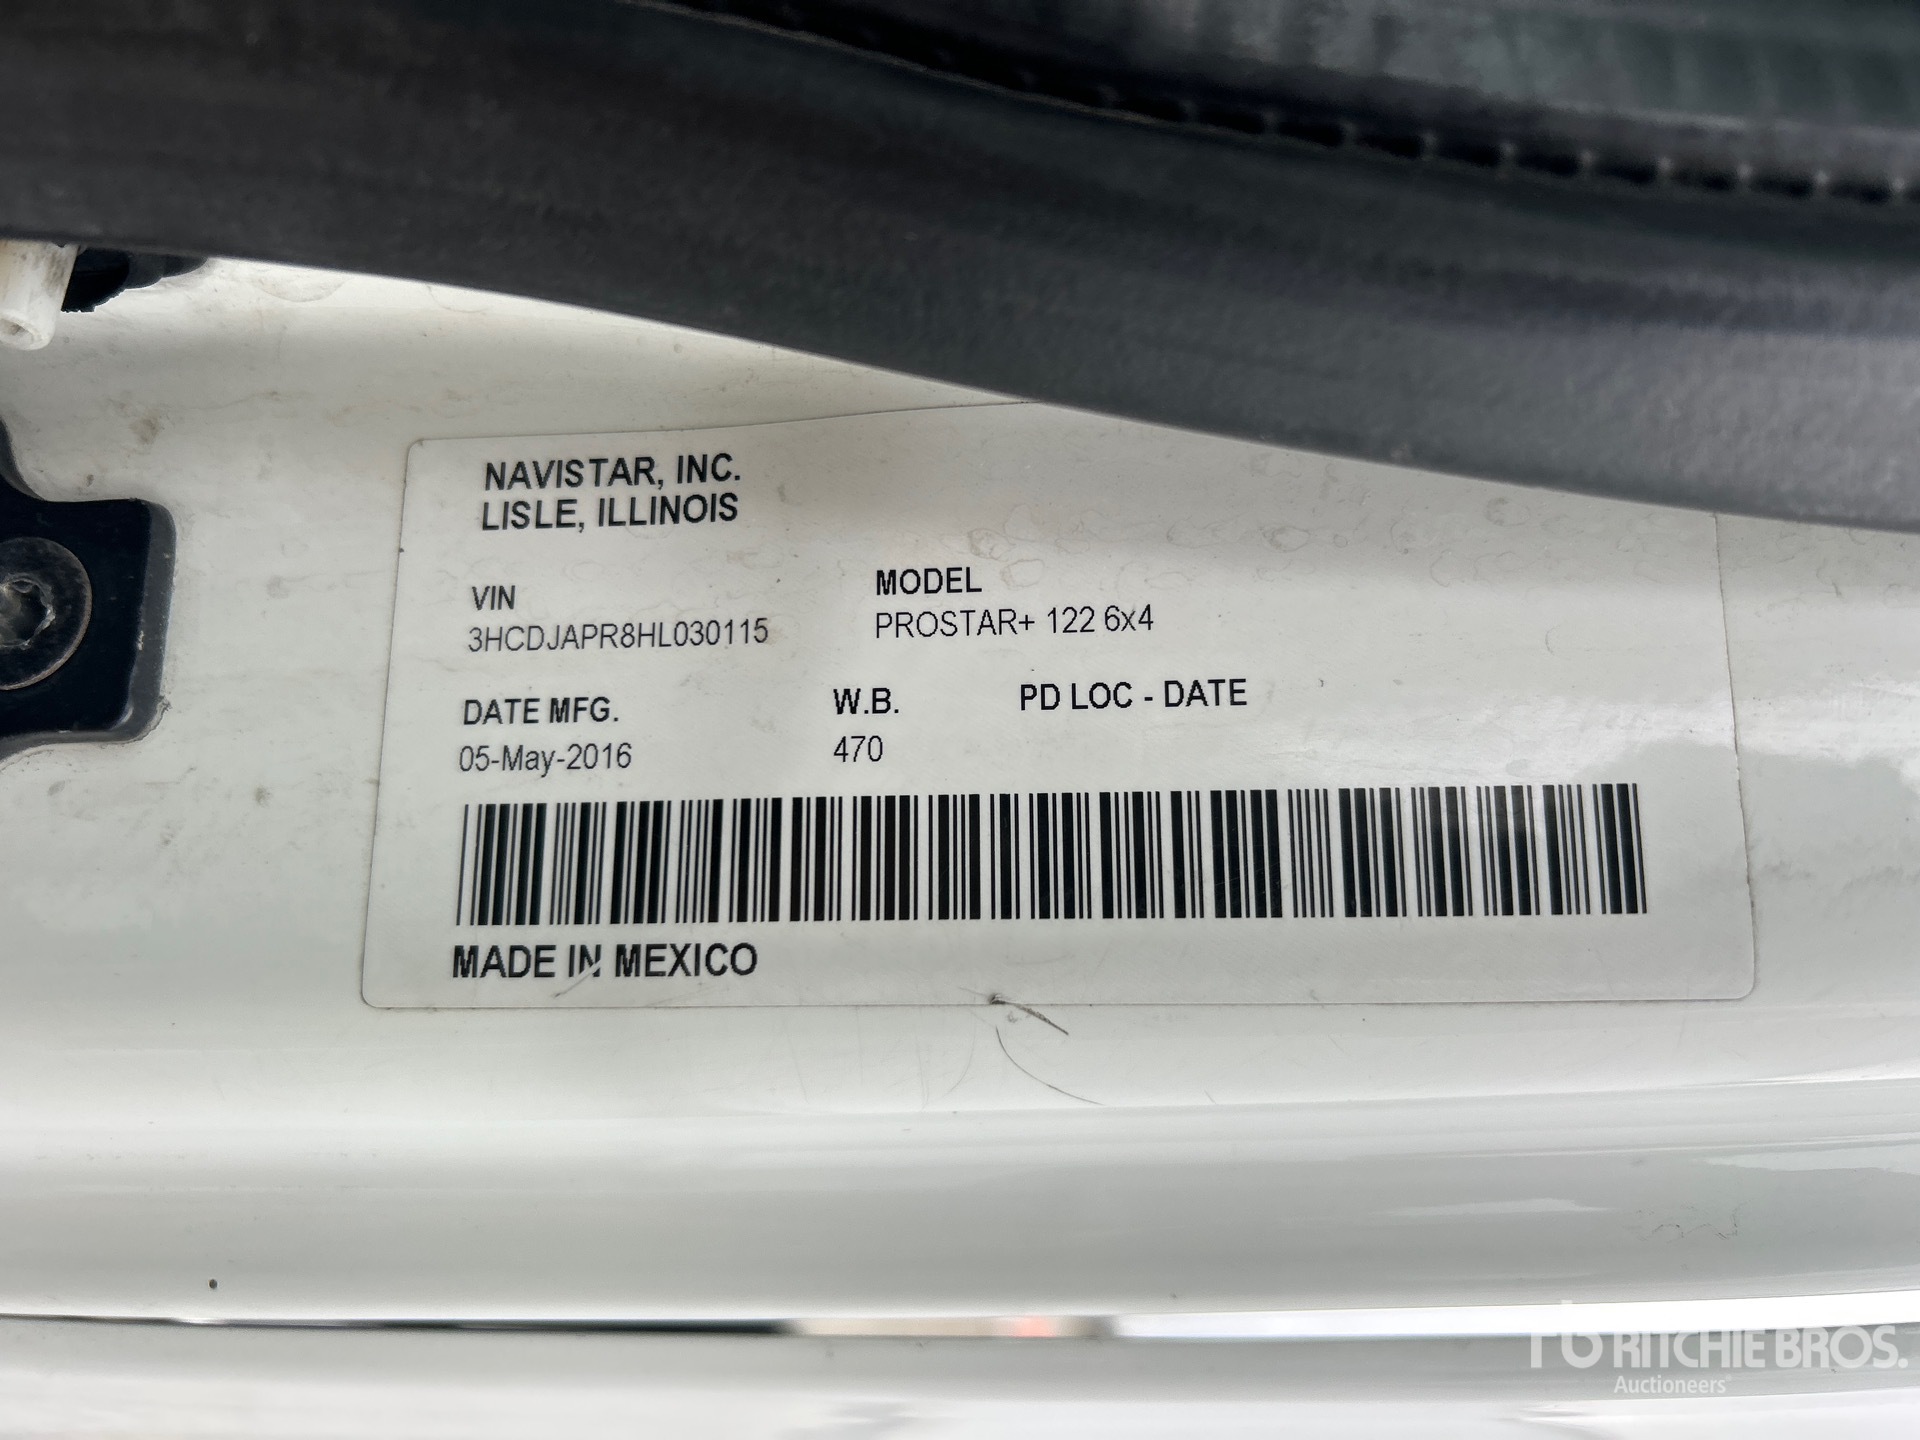 NAVISTAR, INC.
LISLE, ILLINOIS
VIN
3HCDJAPR8HL030115
MODEL
PROSTAR+ 122 6x4
DATE MFG.
05-May-2016
W.B.
470
PD LOC - DATE
MADE IN MEXICO
rb RITCHIE BROS.
Auctioneers